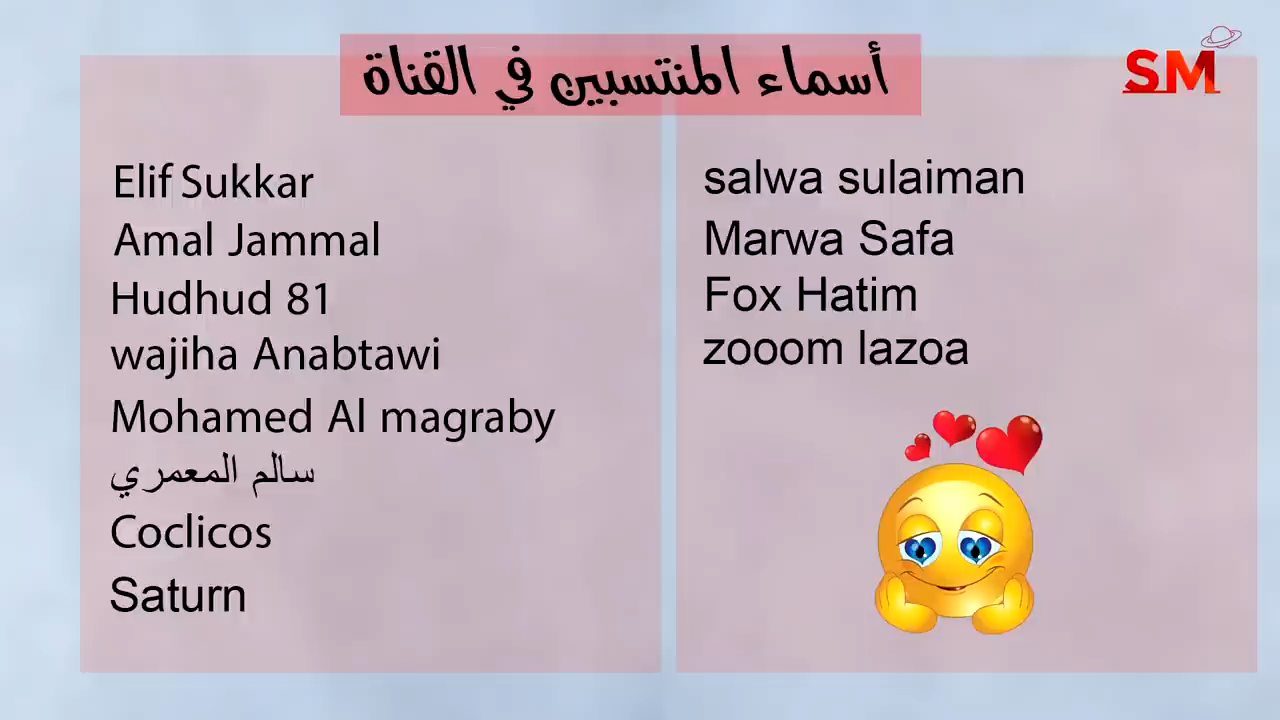 أسماء المنتسبين في القناة
SM
Elif Sukkar
Amal Jammal
Hudhud 81
wajiha Anabtawi
Mohamed Al magraby
سالم المعمري
Coclicos
Saturn
salwa sulaiman
Marwa Safa
Fox Hatim
zooom lazoa